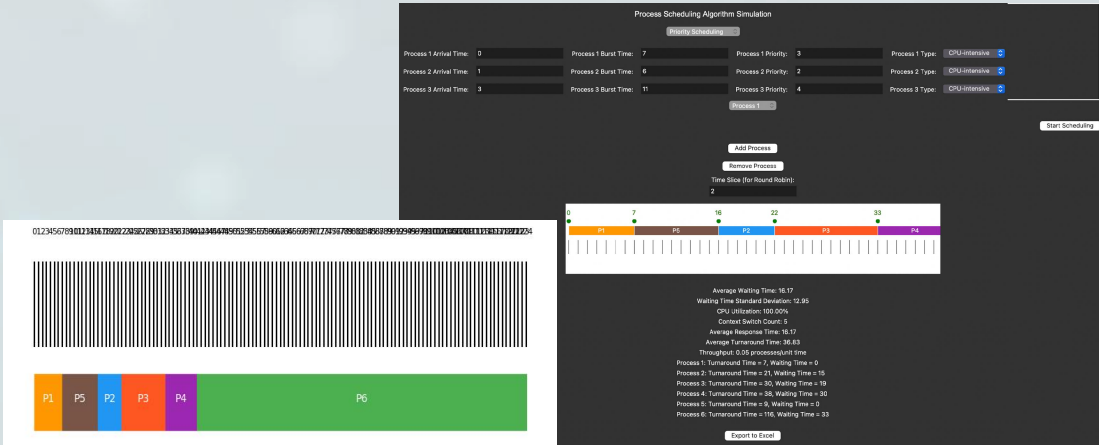 Process Scheduling Algorithm Simulation
Priority Scheduling
Process 1 Arrival Time: 0 Process 1 Burst Time: 7 Process 1 Priority: 3 Process 1 Type: CPU-intensive
Process 2 Arrival Time: 1 Process 2 Burst Time: 6 Process 2 Priority: 2 Process 2 Type: CPU-intensive
Process 3 Arrival Time: 3 Process 3 Burst Time: 11 Process 3 Priority: 4 Process 3 Type: CPU-intensive
Process 1
Start Scheduling
Add Process
Remove Process
Time Slice (for Round Robin):
2
0 7 16 22 33
P1 P5 P2 P3 P4
Average Waiting Time: 16.17
Waiting Time Standard Deviation: 12.95
CPU Utilization: 100.00%
Context Switch Count: 5
Average Response Time: 16.17
Average Turnaround Time: 36.83
Throughput: 0.05 processes/unit time
Process 1: Turnaround Time = 7, Waiting Time = 0
Process 2: Turnaround Time = 21, Waiting Time = 15
Process 3: Turnaround Time = 30, Waiting Time = 19
Process 4: Turnaround Time = 38, Waiting Time = 30
Process 5: Turnaround Time = 9, Waiting Time = 0
Process 6: Turnaround Time = 116, Waiting Time = 33
Export to Excel
P1 P5 P2 P3 P4 P6